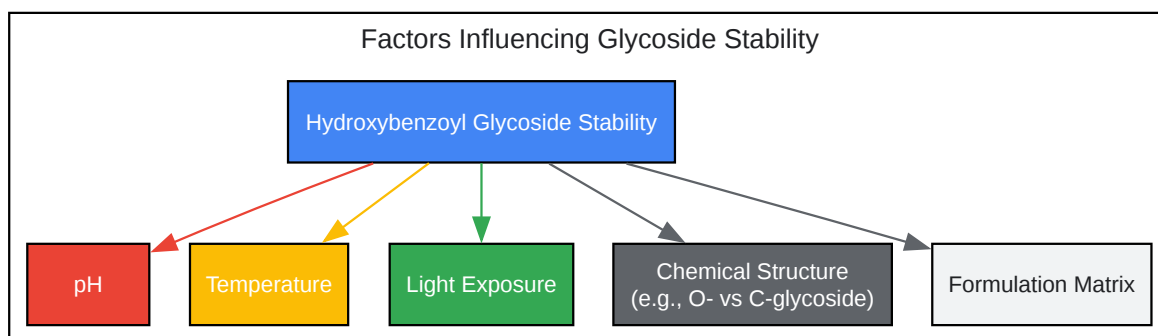 Factors Influencing Glycoside Stability
Hydroxybenzoyl Glycoside Stability
pH
Temperature
Light Exposure
Chemical Structure
(e.g., O- vs C-glycoside)
Formulation Matrix